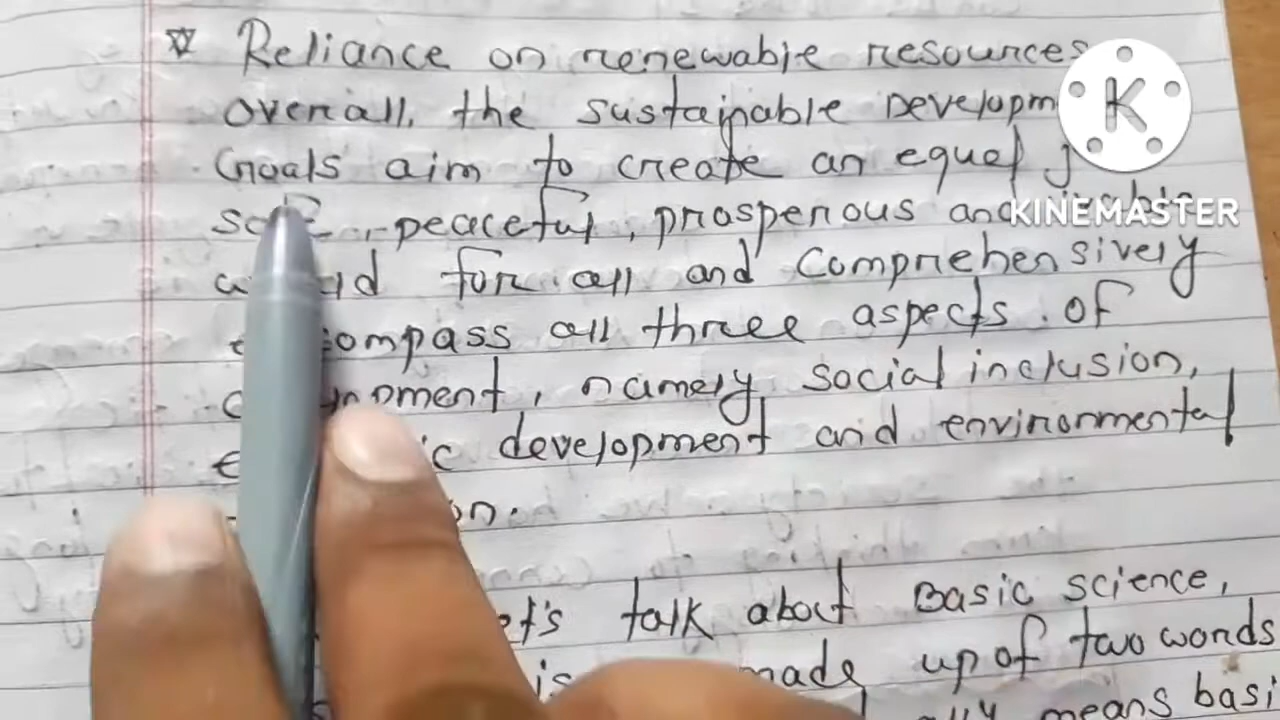 Reliance on renewable resources
overall, the sustainable Developm
Goals aim to create an equal j
safe, peaceful, prosperous and
for all and comprehensively
compass all three aspects of
namely social inclusion,
development and environmental
let's talk about Basic science,
is made up of two words
means basi
K
KINEMASTER